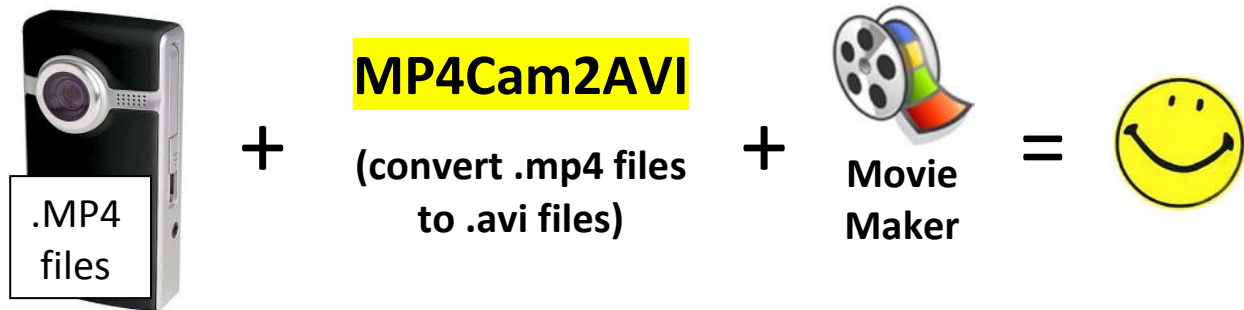 MP4Cam2AVI
+
(convert .mp4 files
to .avi files)
+
Movie
Maker
=
.MP4
files